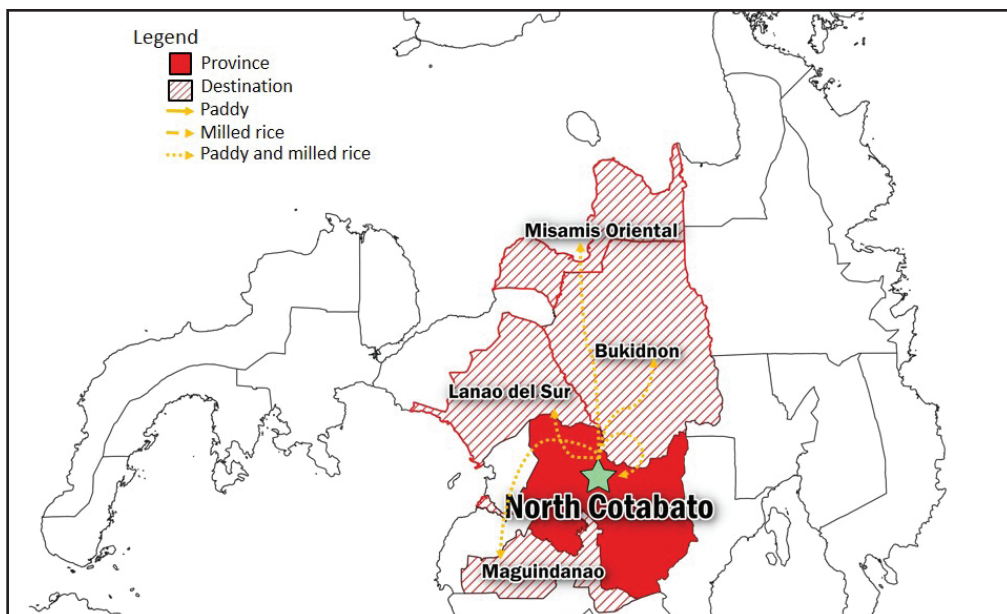 Legend
Province
Destination
Paddy
Milled rice
Paddy and milled rice
Misamis Oriental
Bukidnon
Lanao del Sur
North Cotabato
Maguindanao